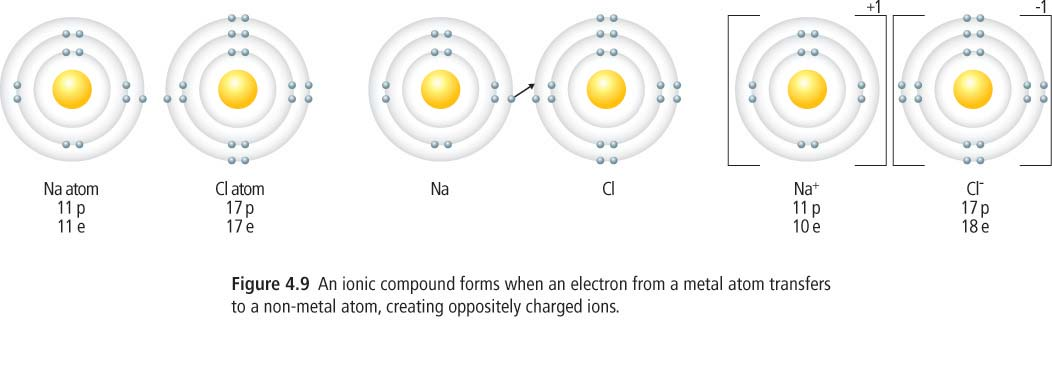 +1 -1
Na atom Cl atom Na Cl Na⁺ Cl⁻
11 p 17 p 11 p 17 p
11 e 17 e 10 e 18 e
Figure 4.9 An ionic compound forms when an electron from a metal atom transfers
to a non-metal atom, creating oppositely charged ions.